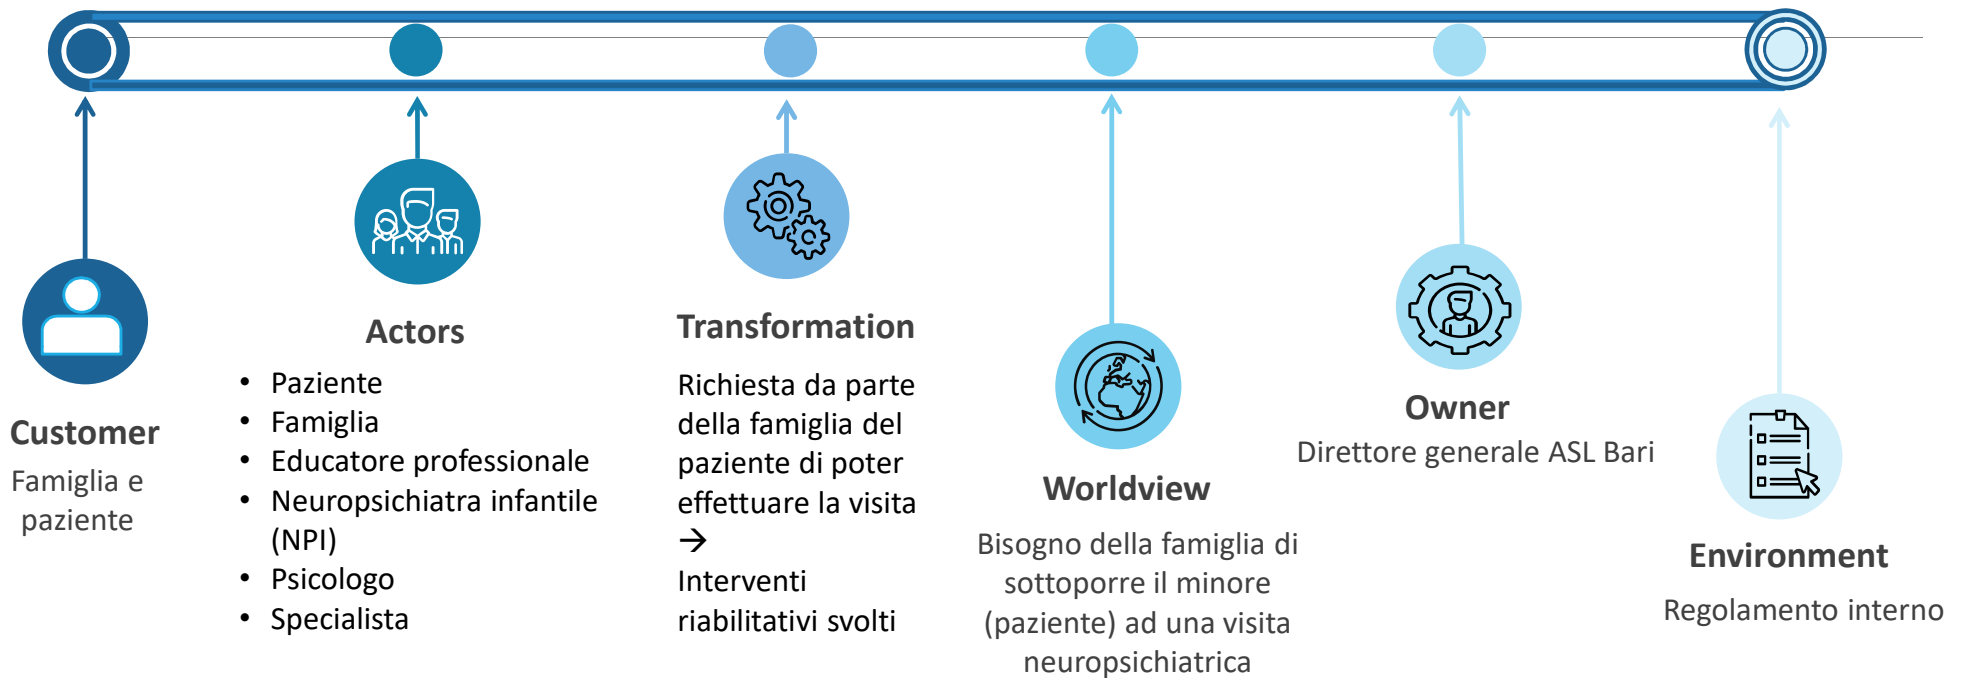 Customer
Famiglia e
paziente
Actors
• Paziente
• Famiglia
• Educatore professionale
• Neuropsichiatra infantile
(NPI)
• Psicologo
• Specialista
Transformation
Richiesta da parte
della famiglia del
paziente di poter
effettuare la visita
→
Interventi
riabilitativi svolti
Worldview
Bisogno della famiglia di
sottoporre il minore
(paziente) ad una visita
neuropsichiatrica
Owner
Direttore generale ASL Bari
Environment
Regolamento interno